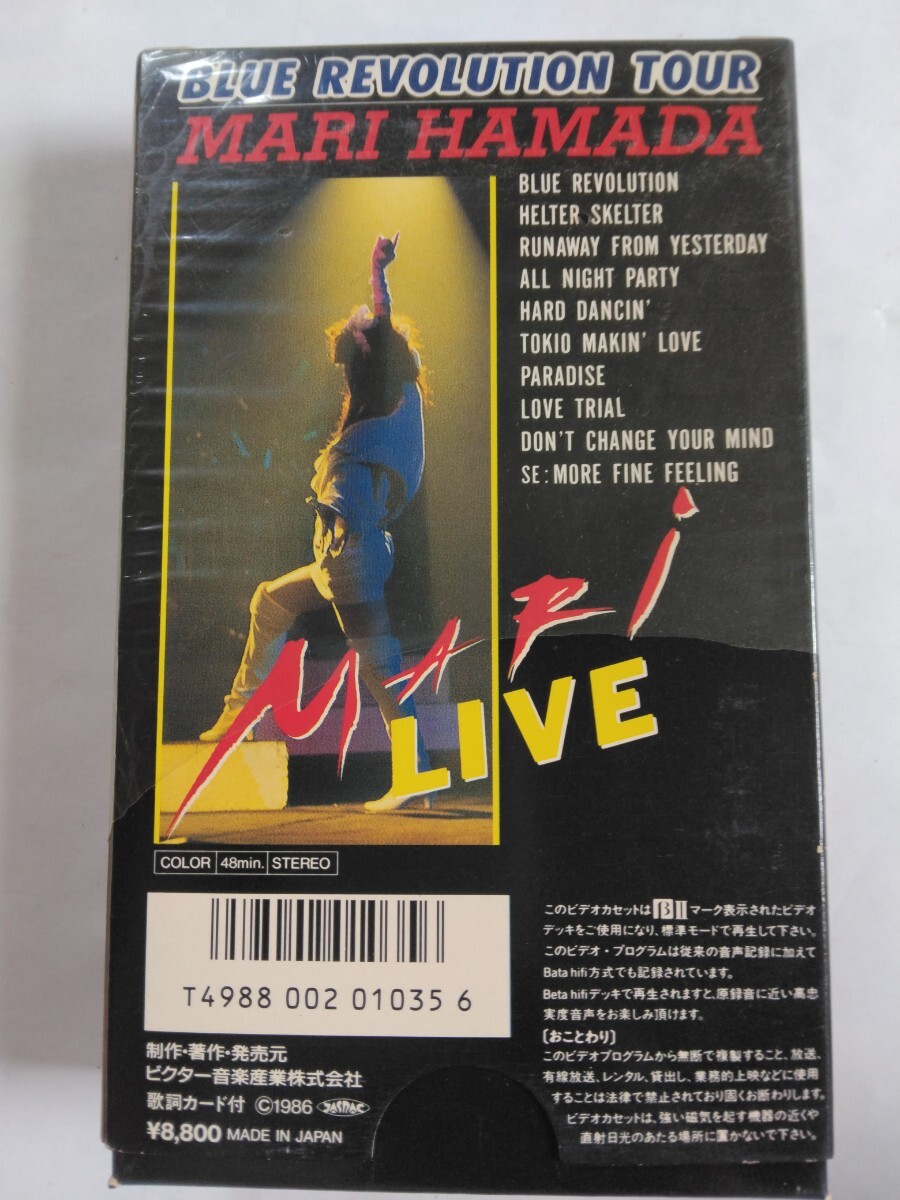 BLUE REVOLUTION TOUR
MARI HAMADA
BLUE REVOLUTION
HELTER SKELTER
RUNAWAY FROM YESTERDAY
ALL NIGHT PARTY
HARD DANCIN'
TOKIO MAKIN' LOVE
PARADISE
LOVE TRIAL
DON'T CHANGE YOUR MIND
SE: MORE FINE FEELING
MARI
LIVE
COLOR 48min. STEREO
T4988 002 01035 6
制作・著作・発売元
ビクター音楽産業株式会社
歌詞カード付 ©1986 JASRAC
¥8,800 MADE IN JAPAN
このビデオカセットはβIIマーク表示されたビデオ
デッキをご使用になり、標準モードで再生して下さい。
このビデオ・プログラムは従来の音声記録に加えて
Bata hifi方式でも記録されています。
Beta hifiデッキで再生されますと、原録音に近い高忠
実度音声をお楽しみ頂けます。
〔おことわり〕
このビデオプログラムから無断で複製すること、放送、
有線放送、レンタル、貸出し、業務的上映などに使用
することは法律で禁止されており固くお断わりします。
ビデオカセットは、強い磁気を起す機器の近くや
直射日光のあたる場所に置かないで下さい。